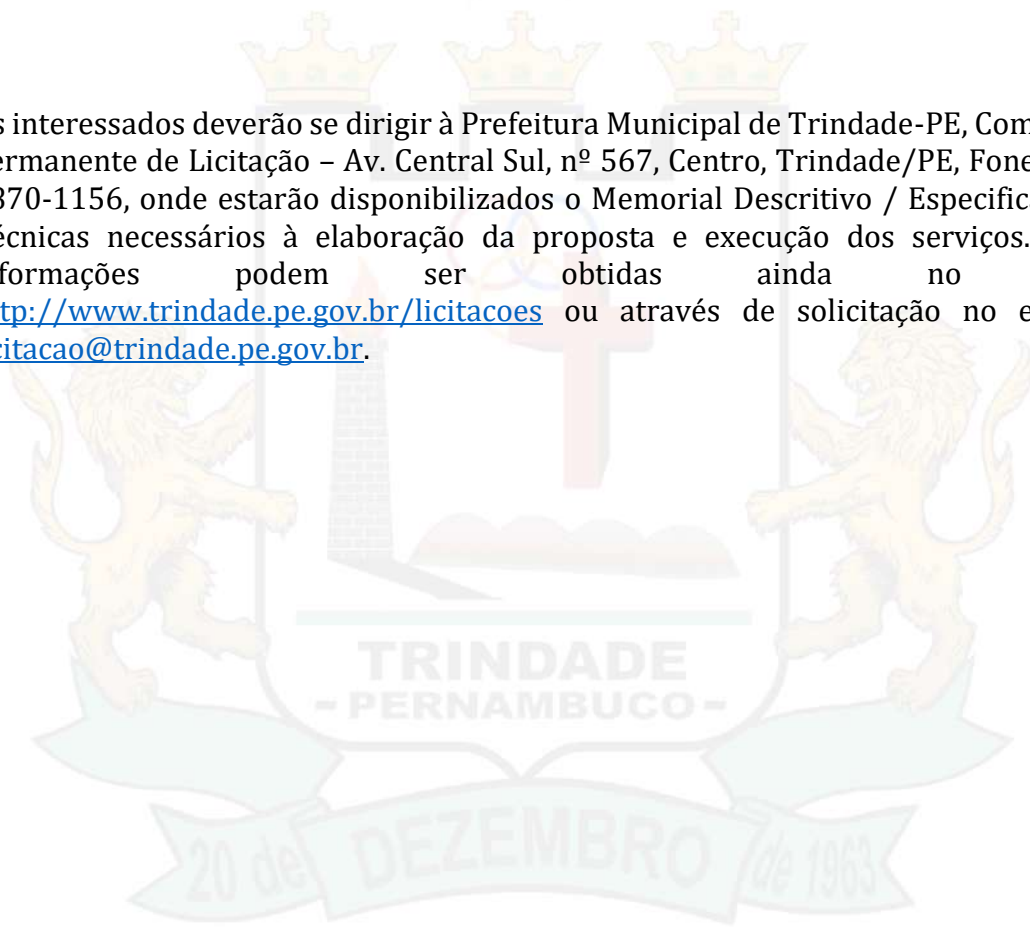 s interessados deverão se dirigir à Prefeitura Municipal de Trindade-PE, Com
ermanente de Licitação – Av. Central Sul, nº 567, Centro, Trindade/PE, Fone
870-1156, onde estarão disponibilizados o Memorial Descritivo / Especifica
écnicas necessários à elaboração da proposta e execução dos serviços.
formações podem ser obtidas ainda no
tp://www.trindade.pe.gov.br/licitacoes ou através de solicitação no e
citacao@trindade.pe.gov.br.
TRINDADE
- PERNAMBUCO -
20 de DEZEMBRO de 1963